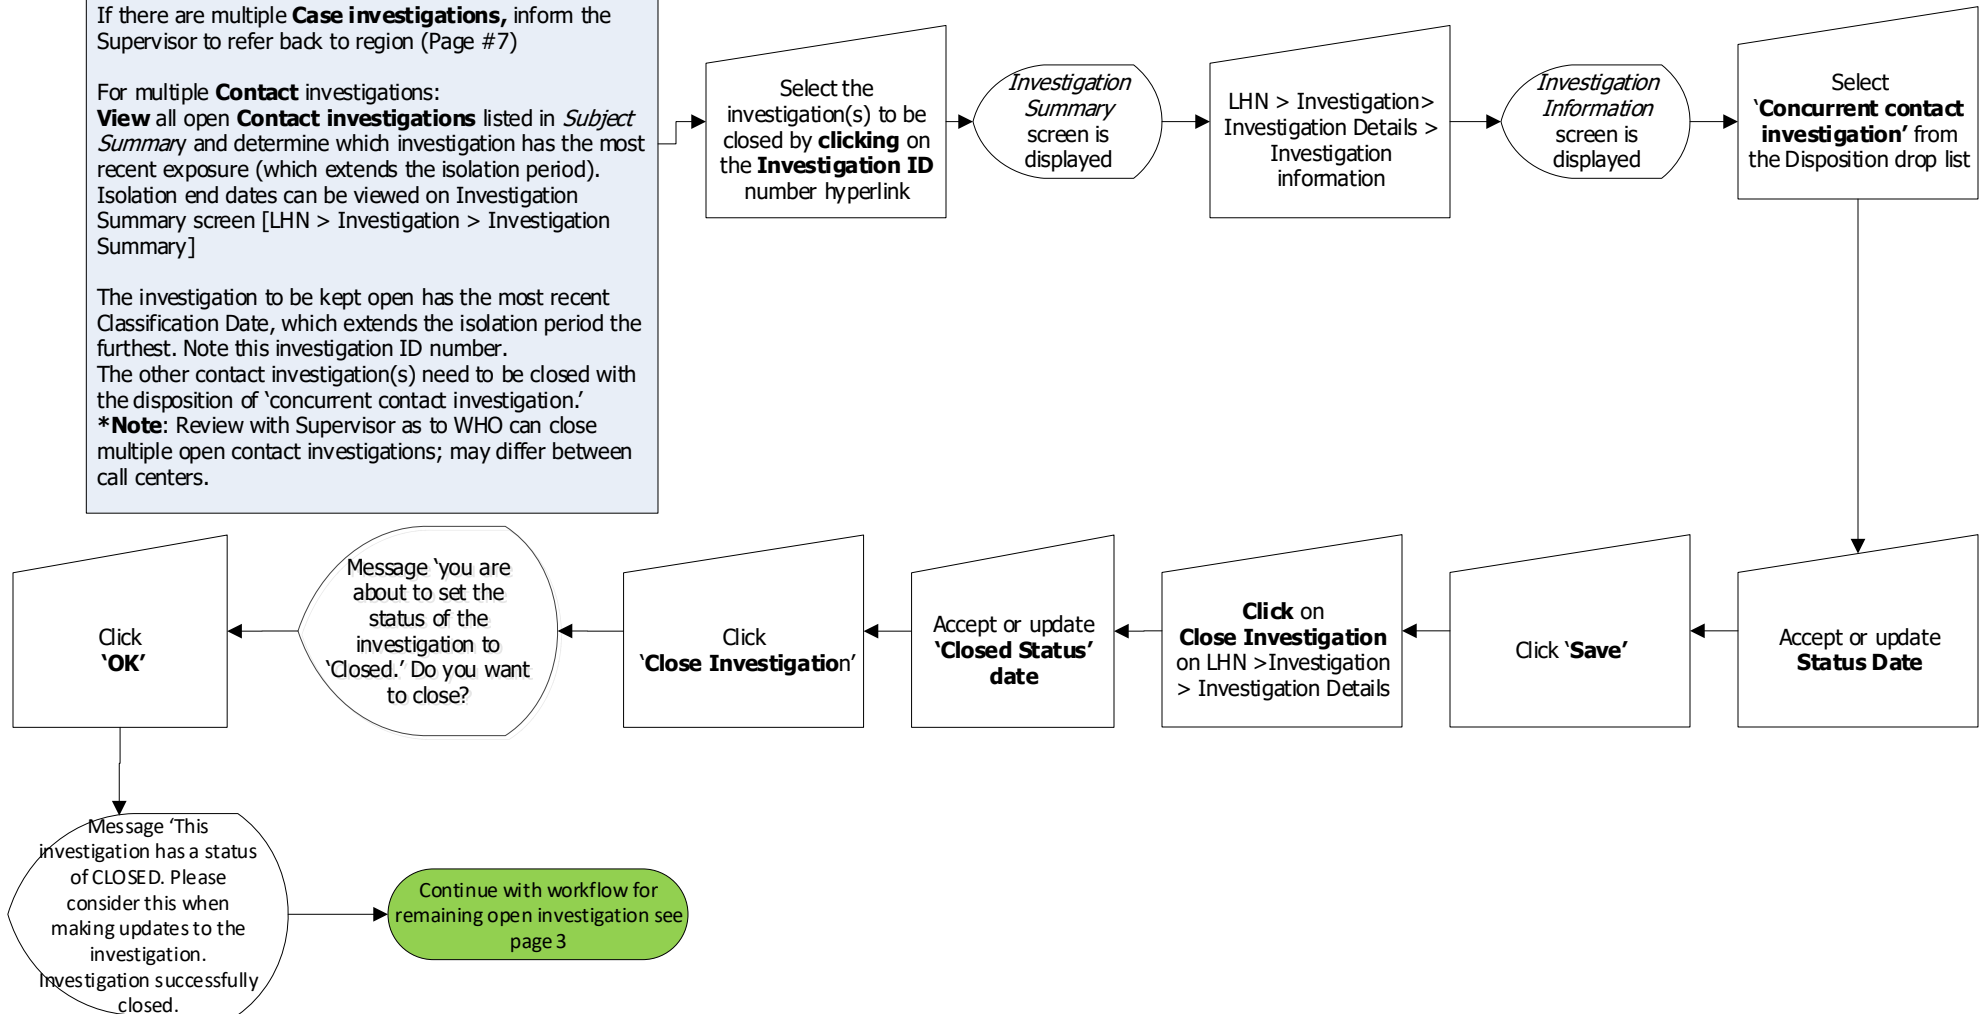 If there are multiple Case investigations, inform the
Supervisor to refer back to region (Page #7)
For multiple Contact investigations:
View all open Contact investigations listed in Subject
Summary and determine which investigation has the most
recent exposure (which extends the isolation period).
Isolation end dates can be viewed on Investigation
Summary screen [LHN > Investigation > Investigation
Summary]
The investigation to be kept open has the most recent
Classification Date, which extends the isolation period the
furthest. Note this investigation ID number.
The other contact investigation(s) need to be closed with
the disposition of ‘concurrent contact investigation.’
*Note: Review with Supervisor as to WHO can close
multiple open contact investigations; may differ between
call centers.
Select the
investigation(s) to be
closed by clicking on
the Investigation ID
number hyperlink
Investigation
Summary
screen is
displayed
LHN > Investigation>
Investigation Details >
Investigation
information
Investigation
Information
screen is
displayed
Select
‘Concurrent contact
investigation’ from
the Disposition drop list
Accept or update
Status Date
Click ‘Save’
Click on
Close Investigation
on LHN >Investigation
> Investigation Details
Accept or update
‘Closed Status’
date
Click
‘Close Investigation’
Message ‘you are
about to set the
status of the
investigation to
‘Closed.’ Do you want
to close?
Click
‘OK’
Message ‘This
investigation has a status
of CLOSED. Please
consider this when
making updates to the
investigation.
Investigation successfully
closed.
Continue with workflow for
remaining open investigation see
page 3